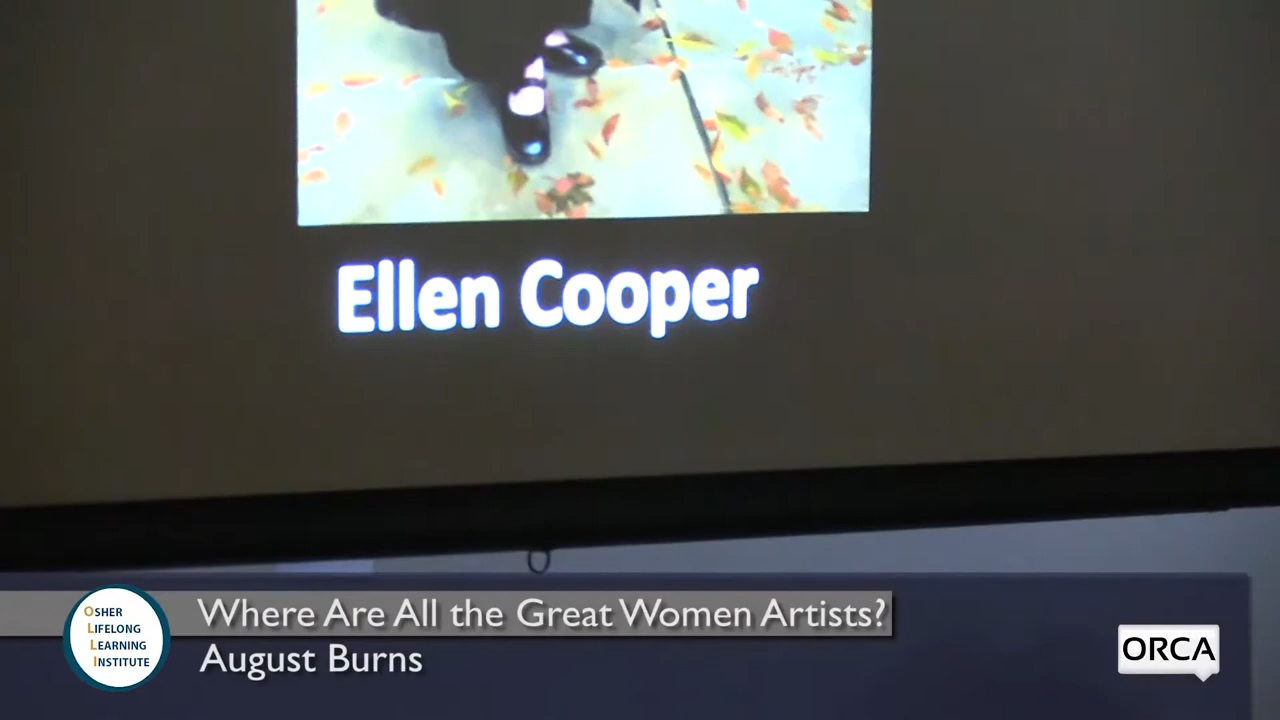 Ellen Cooper
OSHER
LIFELONG
LEARNING
INSTITUTE
Where Are All the Great Women Artists?
August Burns
ORCA